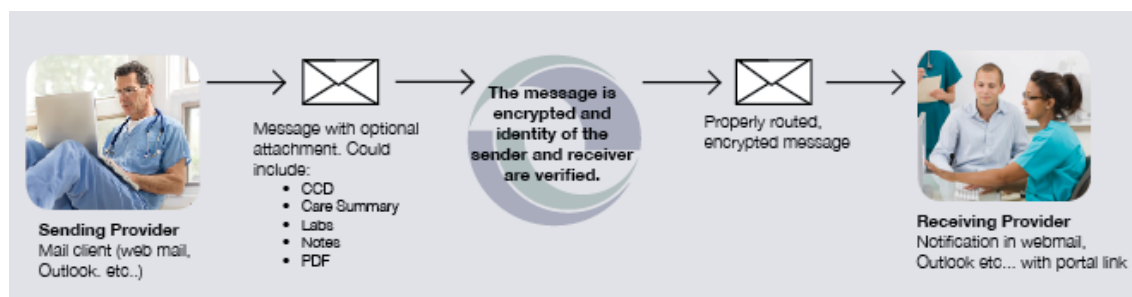 Sending Provider
Mail client (web mail,
Outlook. etc..)
Message with optional
attachment. Could
include:
• CCD
• Care Summary
• Labs
• Notes
• PDF
The message is
encrypted and
identity of the
sender and receiver
are verified.
Properly routed,
encrypted message
Receiving Provider
Notification in webmail,
Outlook etc... with portal link